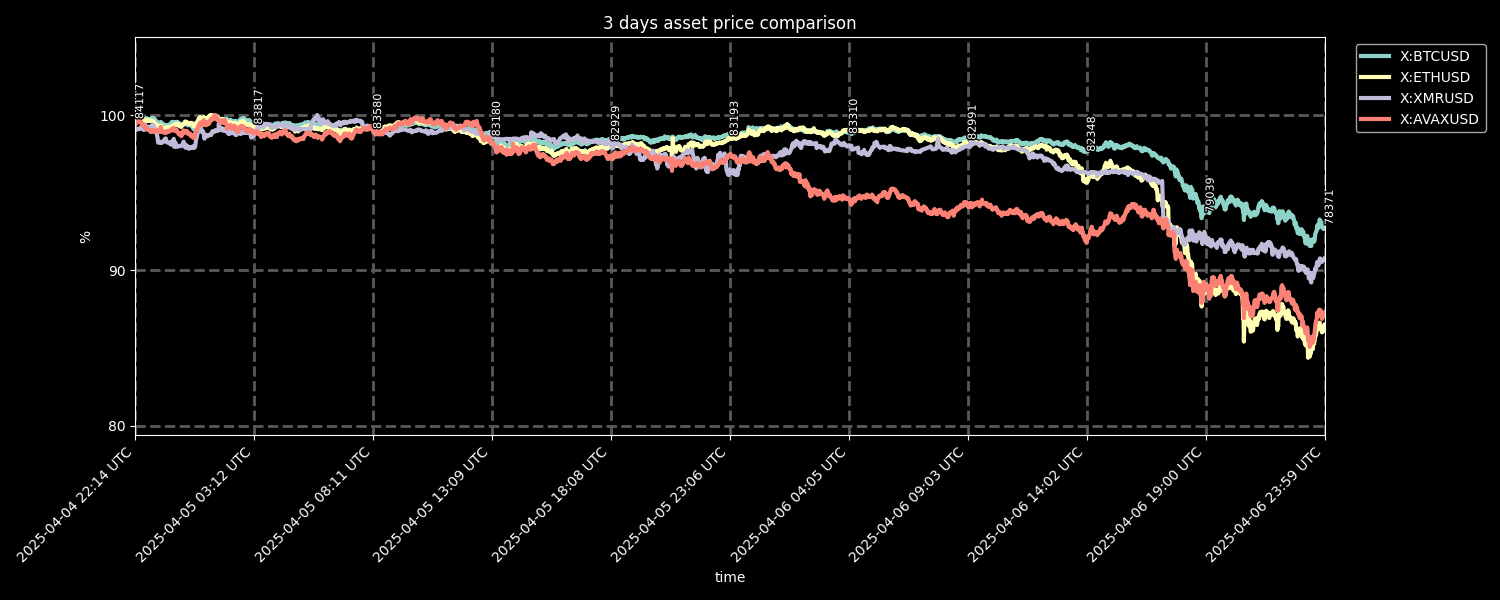 3 days asset price comparison
X:BTCUSD
X:ETHUSD
X:XMRUSD
X:AVAXUSD
100
90
80
%
84117
83817
83580
83180
82929
83193
83310
82991
82348
79039
78371
2025-04-04 22:14 UTC
2025-04-05 03:12 UTC
2025-04-05 08:11 UTC
2025-04-05 13:09 UTC
2025-04-05 18:08 UTC
2025-04-05 23:06 UTC
2025-04-06 04:05 UTC
2025-04-06 09:03 UTC
2025-04-06 14:02 UTC
2025-04-06 19:00 UTC
2025-04-06 23:59 UTC
time